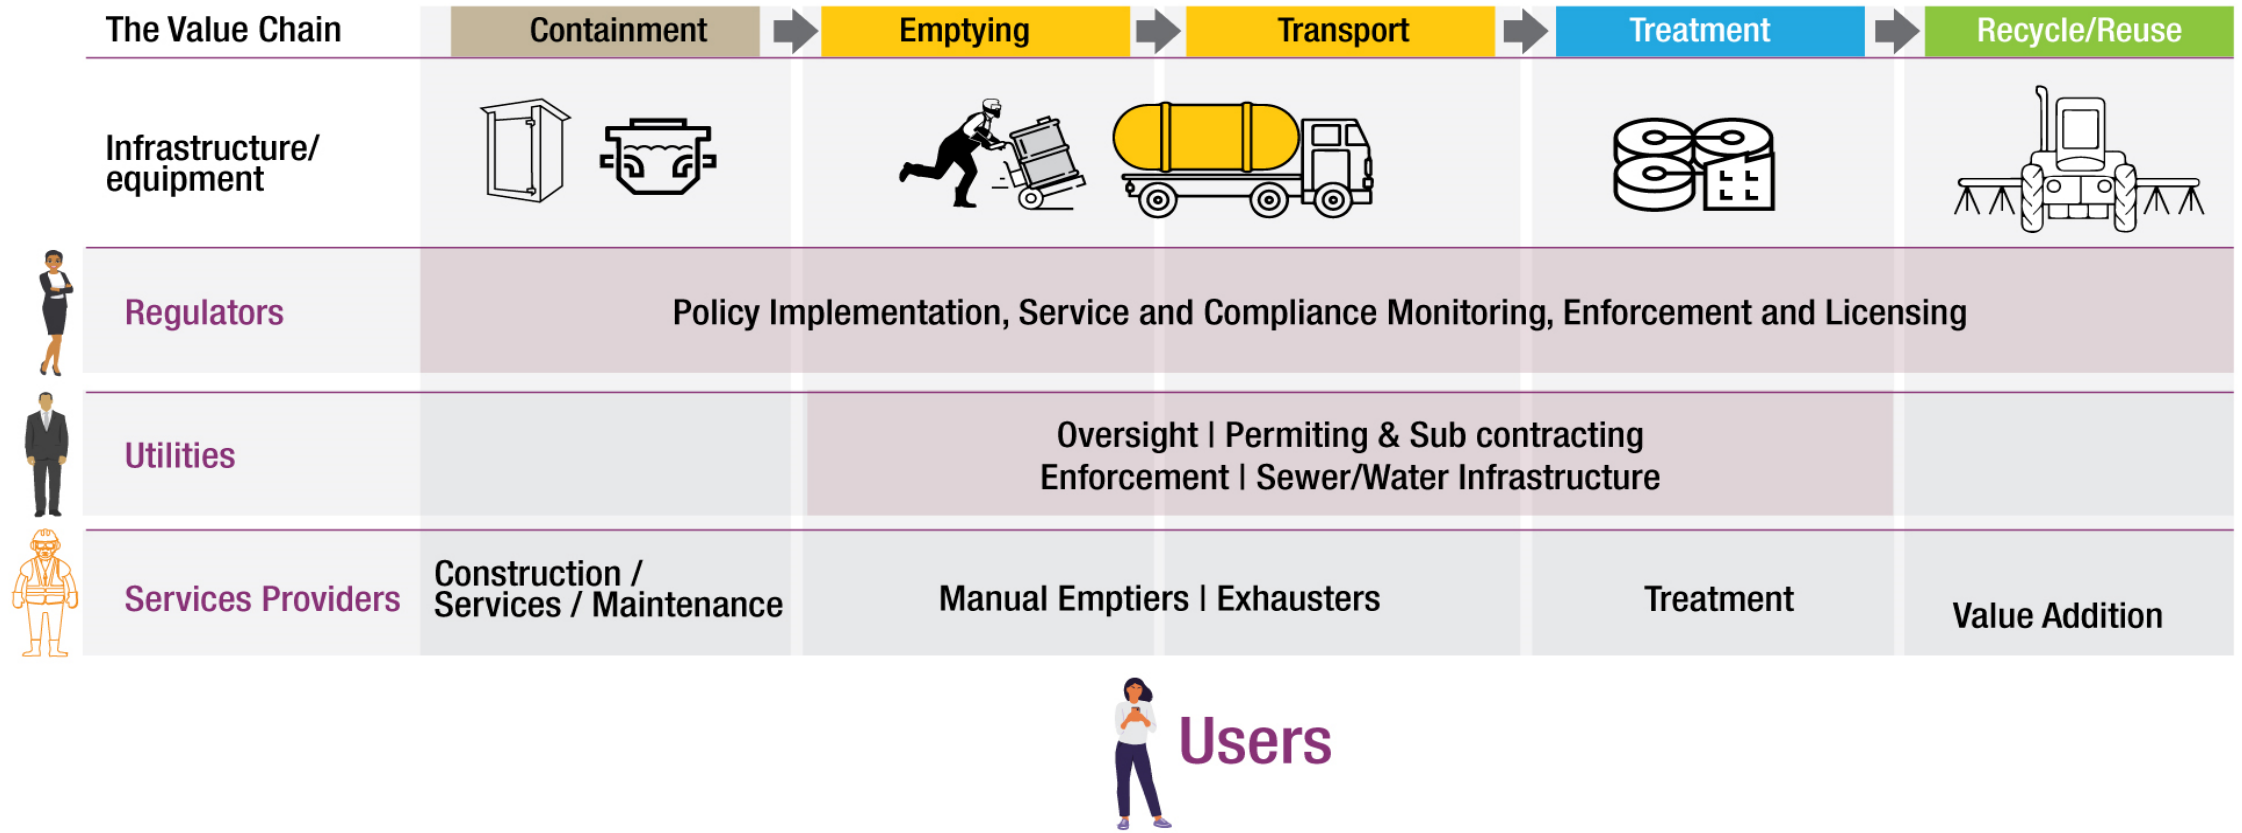 The Value Chain
Containment
Emptying
Transport
Treatment
Recycle/Reuse
Infrastructure/
equipment
Regulators
Policy Implementation, Service and Compliance Monitoring, Enforcement and Licensing
Utilities
Oversight | Permiting & Sub contracting
Enforcement | Sewer/Water Infrastructure
Services Providers
Construction /
Services / Maintenance
Manual Emptiers | Exhausters
Treatment
Value Addition
Users